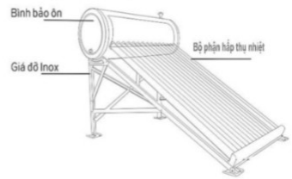 Bình bảo ôn
Bộ phận hấp thụ nhiệt
Giá đỡ Inox